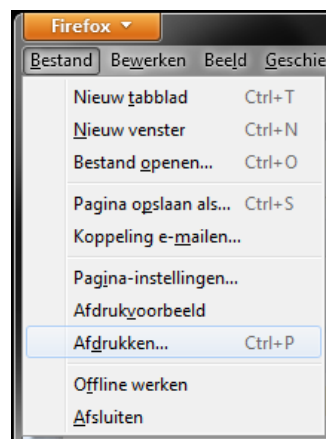 Firefox
Bestand Bewerken Beeld Geschie
Nieuw tabblad Ctrl+T
Nieuw venster Ctrl+N
Bestand openen... Ctrl+O
Pagina opslaan als... Ctrl+S
Koppeling e-mailen...
Pagina-instellingen...
Afdrukvoorbeeld
Afdrukken... Ctrl+P
Offline werken
Afsluiten